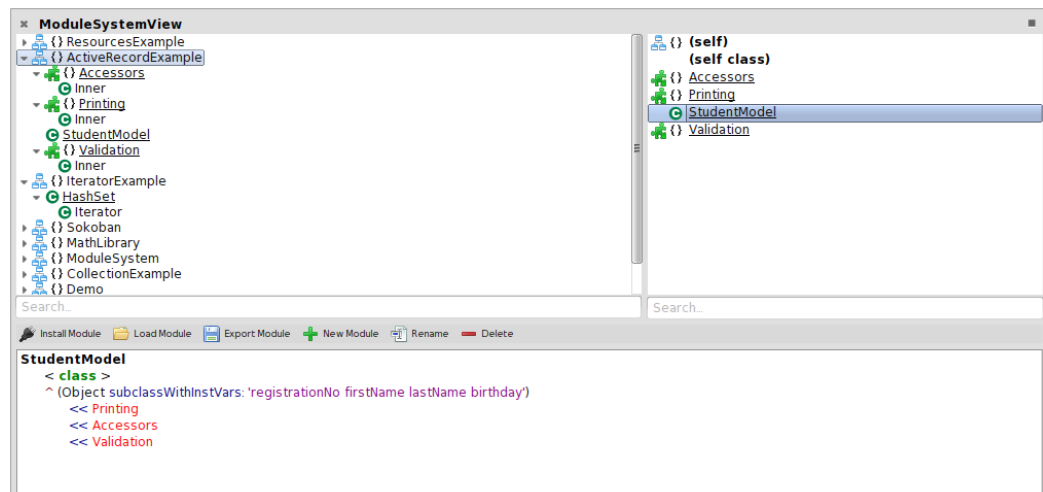 ModuleSystemView
{} ResourcesExample
{} ActiveRecordExample
{} Accessors
Inner
{} Printing
Inner
StudentModel
{} Validation
Inner
{} IteratorExample
HashSet
Iterator
{} Sokoban
{} MathLibrary
{} ModuleSystem
{} CollectionExample
{} Demo
Search..
{} (self)
(self class)
{} Accessors
{} Printing
StudentModel
{} Validation
Search..
Install Module Load Module Export Module New Module Rename Delete
StudentModel
< class >
^ (Object subclassWithInstVars: 'registrationNo firstName lastName birthday')
<< Printing
<< Accessors
<< Validation